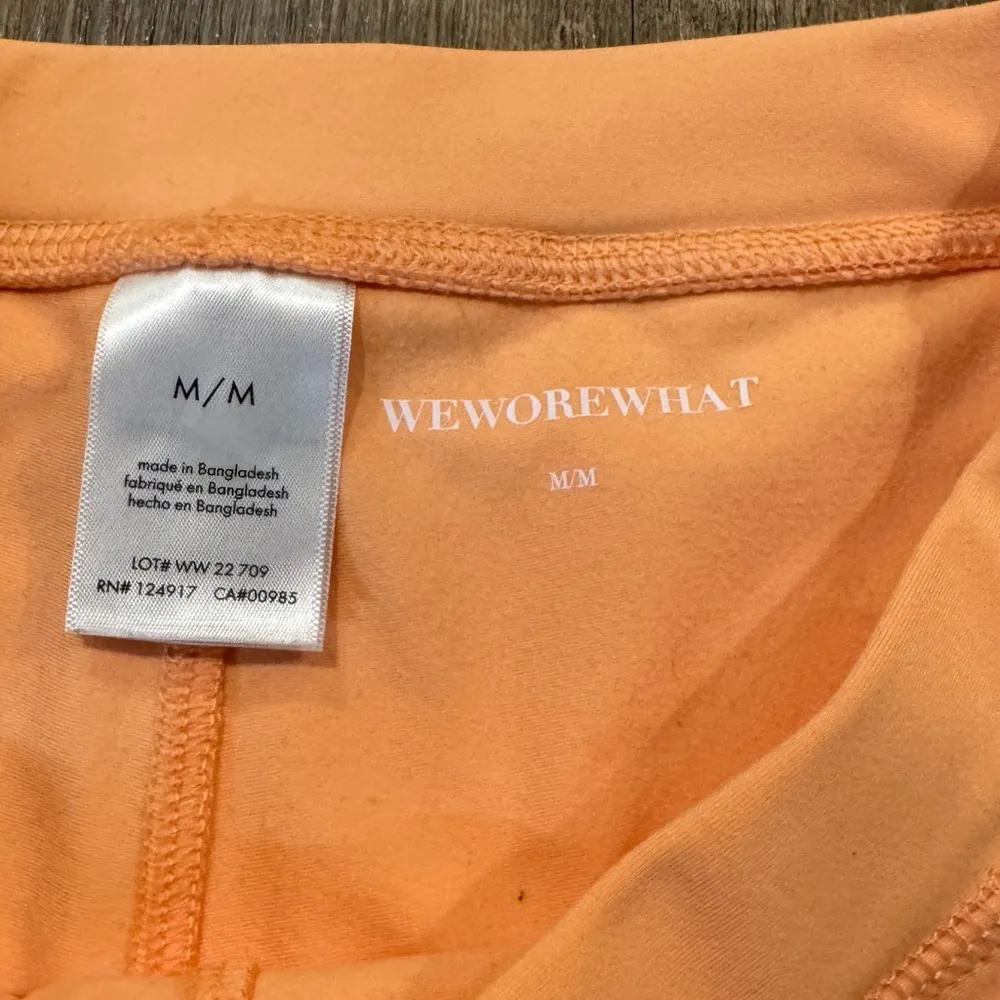 M/M
made in Bangladesh
fabriqué en Bangladesh
hecho en Bangladesh
LOT# WW 22 709
RN# 124917 CA#00985
WEWOREWHAT
M/M